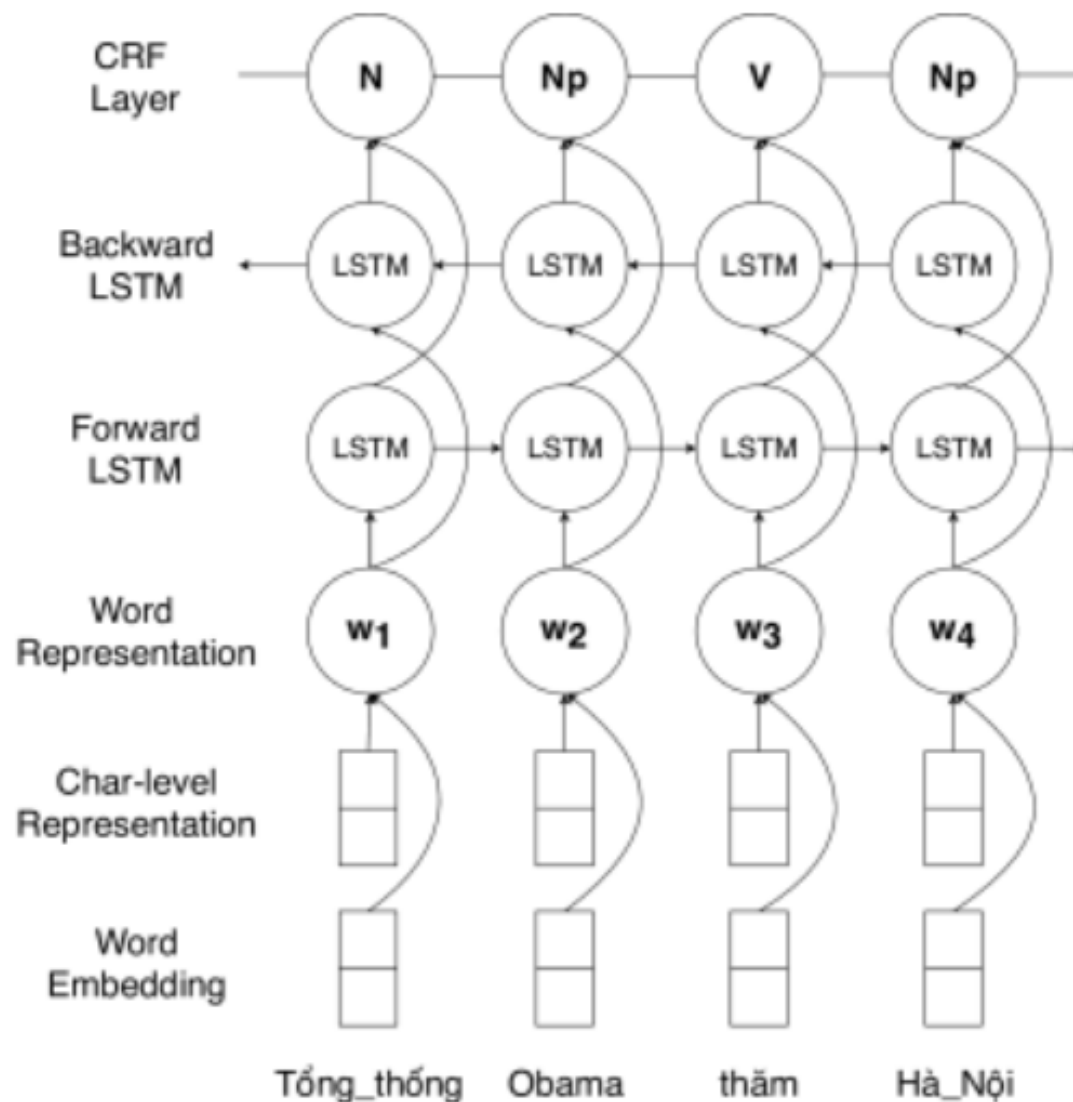 CRF
Layer
N Np V Np
Backward
LSTM
LSTM LSTM LSTM LSTM
Forward
LSTM
LSTM LSTM LSTM LSTM
Word
Representation
w1 w2 w3 w4
Char-level
Representation
Word
Embedding
Tổng_thống Obama thăm Hà_Nội